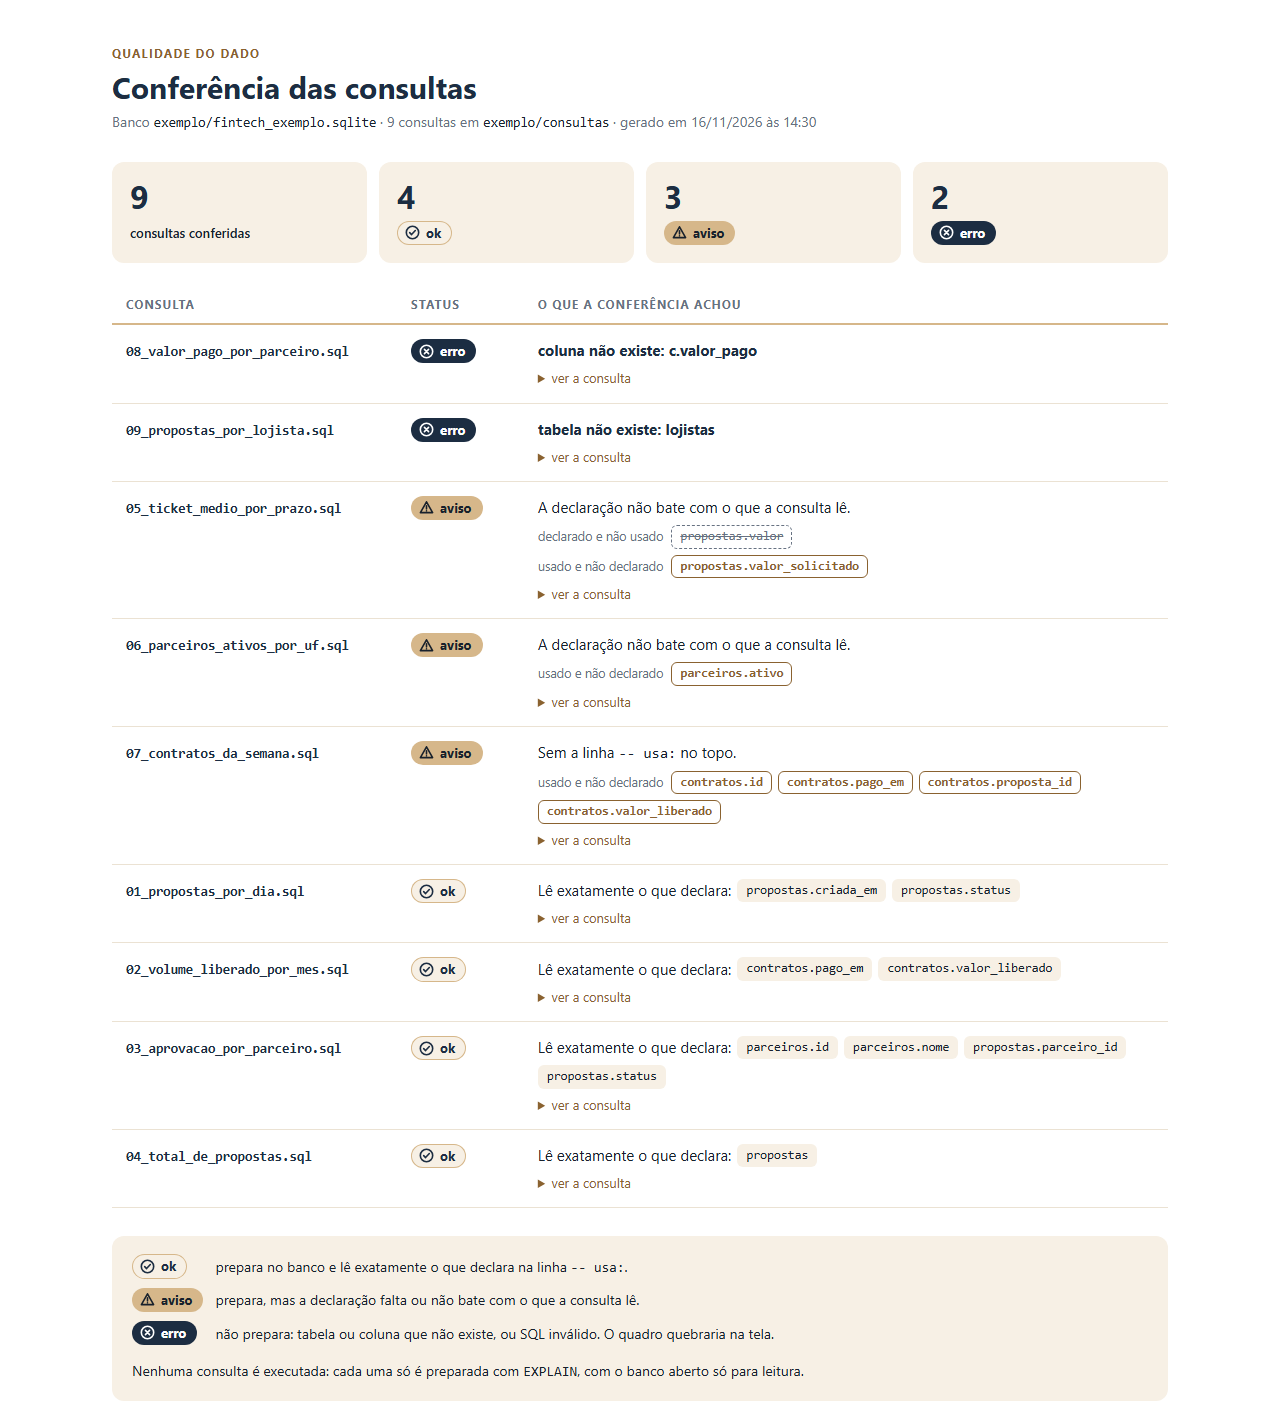 QUALIDADE DO DADO
Conferência das consultas
Banco exemplo/fintech_exemplo.sqlite · 9 consultas em exemplo/consultas · gerado em 16/11/2026 às 14:30
9
consultas conferidas
4
ok
3
aviso
2
erro
CONSULTA STATUS O QUE A CONFERÊNCIA ACHOU
08_valor_pago_por_parceiro.sql erro coluna não existe: c.valor_pago
ver a consulta
09_propostas_por_lojista.sql erro tabela não existe: lojistas
ver a consulta
05_ticket_medio_por_prazo.sql aviso A declaração não bate com o que a consulta lê.
declarado e não usado propostas.valor
usado e não declarado propostas.valor_solicitado
ver a consulta
06_parceiros_ativos_por_uf.sql aviso A declaração não bate com o que a consulta lê.
usado e não declarado parceiros.ativo
ver a consulta
07_contratos_da_semana.sql aviso Sem a linha -- usa: no topo.
usado e não declarado contratos.id contratos.pago_em contratos.proposta_id
contratos.valor_liberado
ver a consulta
01_propostas_por_dia.sql ok Lê exatamente o que declara: propostas.criada_em propostas.status
ver a consulta
02_volume_liberado_por_mes.sql ok Lê exatamente o que declara: contratos.pago_em contratos.valor_liberado
ver a consulta
03_aprovacao_por_parceiro.sql ok Lê exatamente o que declara: parceiros.id parceiros.nome propostas.parceiro_id
propostas.status
ver a consulta
04_total_de_propostas.sql ok Lê exatamente o que declara: propostas
ver a consulta
ok prepara no banco e lê exatamente o que declara na linha -- usa:.
aviso prepara, mas a declaração falta ou não bate com o que a consulta lê.
erro não prepara: tabela ou coluna que não existe, ou SQL inválido. O quadro quebraria na tela.
Nenhuma consulta é executada: cada uma só é preparada com EXPLAIN, com o banco aberto só para leitura.